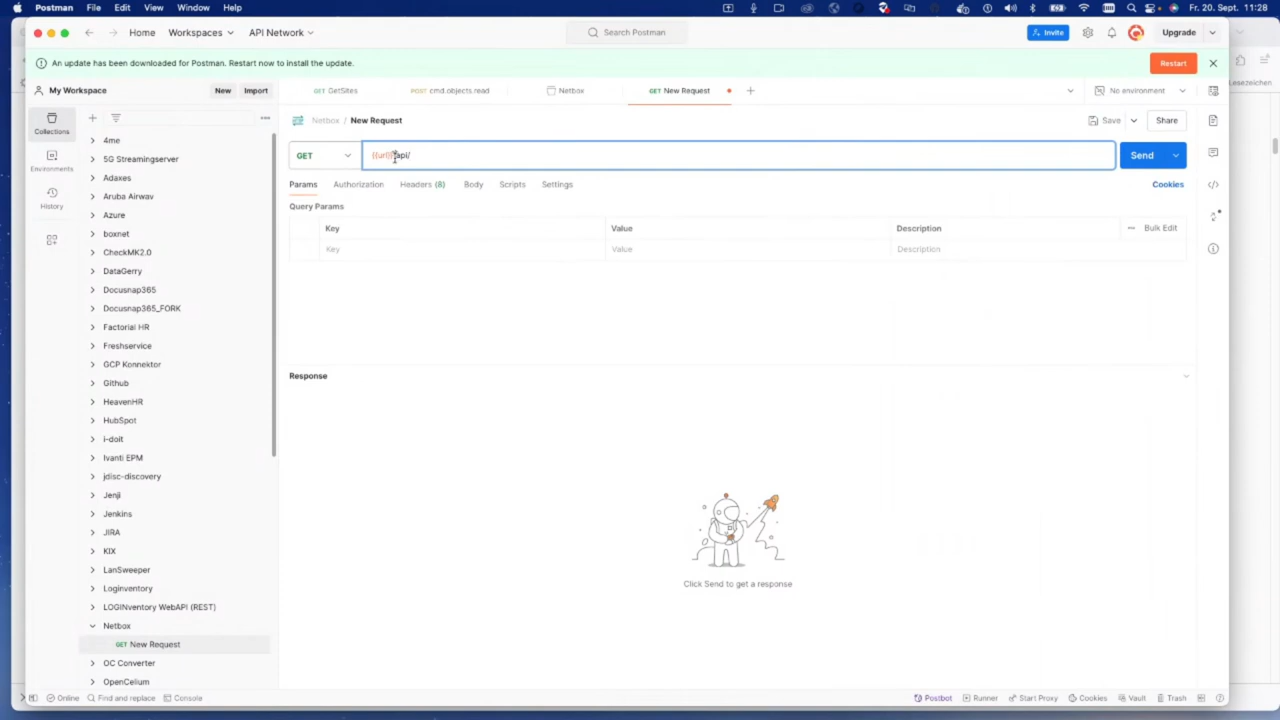 Postman File Edit View Window Help Fr. 20. Sept. 11:28
Home Workspaces API Network Search Postman Invite Upgrade
An update has been downloaded for Postman. Restart now to install the update. Restart
My Workspace New Import GET GetSites POST cmd.objects.read Netbox GET New Request No environment
Lesezeichen
Collections
Environments
History
Netbox / New Request Save Share
GET {{url}}/api/ Send
Params Authorization Headers (8) Body Scripts Settings Cookies
Query Params
Key Value Description Bulk Edit
Key Value Description
Response
Click Send to get a response
4me
5G Streamingserver
Adaxes
Aruba Airwav
Azure
boxnet
CheckMK2.0
DataGerry
Docusnap365
Docusnap365_FORK
Factorial HR
Freshservice
GCP Konnektor
Github
HeavenHR
HubSpot
i-doit
Ivanti EPM
jdisc-discovery
Jenji
Jenkins
JIRA
KIX
LanSweeper
Loginventory
LOGINventory WebAPI (REST)
Netbox
GET New Request
OC Converter
OpenCelium
Online Find and replace Console Postbot Runner Start Proxy Cookies Vault Trash